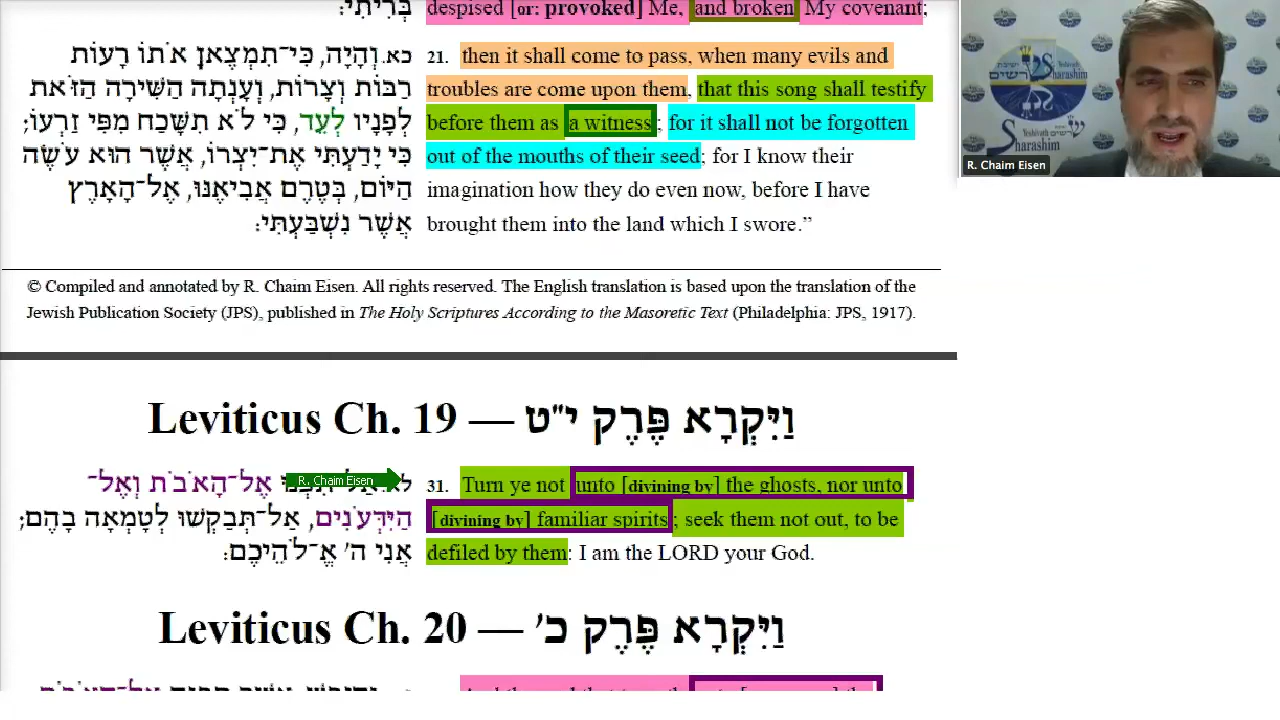 בְּרִיתִי:
despised [or: provoked] Me, and broken My covenant;
כא. וְהָיָה, כִּי־תִמְצֶאןָ אֹתוֹ רָעוֹת
רַבּוֹת וְצָרוֹת, וְעָנְתָה הַשִּׁירָה הַזֹּאת
לְפָנָיו לְעֵד, כִּי לֹא תִשָּׁכַח מִפִּי זַרְעוֹ;
כִּי יָדַעְתִּי אֶת־יִצְרוֹ, אֲשֶׁר הוּא עֹשֶׂה
הַיּוֹם, בְּטֶרֶם אֲבִיאֶנּוּ, אֶל־הָאָרֶץ
אֲשֶׁר נִשְׁבַּעְתִּי:
21. then it shall come to pass, when many evils and
troubles are come upon them, that this song shall testify
before them as a witness; for it shall not be forgotten
out of the mouths of their seed; for I know their
imagination how they do even now, before I have
brought them into the land which I swore.”
© Compiled and annotated by R. Chaim Eisen. All rights reserved. The English translation is based upon the translation of the
Jewish Publication Society (JPS), published in The Holy Scriptures According to the Masoretic Text (Philadelphia: JPS, 1917).
Leviticus Ch. 19 — וַיִּקְרָא פֶּרֶק י"ט
אֶל־הָאֹבֹת וְאֶל־
הַיִּדְּעֹנִים, אַל־תְּבַקְשׁוּ לְטָמְאָה בָהֶם;
אֲנִי ה' אֱ־לֹהֵיכֶם:
R. Chaim Eisen
31. Turn ye not unto [divining by] the ghosts, nor unto
[divining by] familiar spirits; seek them not out, to be
defiled by them: I am the LORD your God.
Leviticus Ch. 20 — וַיִּקְרָא פֶּרֶק כ'
ישיבת
שרשים
Yeshivath
Sharashim
R. Chaim Eisen